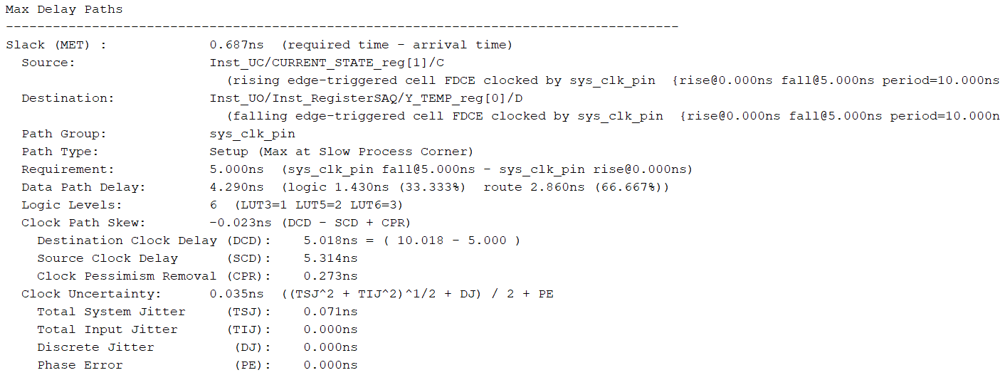 Max Delay Paths
--------------------------------------------------------------------------------------
Slack (MET) :             0.687ns  (required time - arrival time)
  Source:                 Inst_UC/CURRENT_STATE_reg[1]/C
                            (rising edge-triggered cell FDCE clocked by sys_clk_pin  {rise@0.000ns fall@5.000ns period=10.000ns
  Destination:            Inst_UO/Inst_RegisterSAQ/Y_TEMP_reg[0]/D
                            (falling edge-triggered cell FDCE clocked by sys_clk_pin  {rise@0.000ns fall@5.000ns period=10.000n
  Path Group:             sys_clk_pin
  Path Type:              Setup (Max at Slow Process Corner)
  Requirement:            5.000ns  (sys_clk_pin fall@5.000ns - sys_clk_pin rise@0.000ns)
  Data Path Delay:        4.290ns  (logic 1.430ns (33.333%)  route 2.860ns (66.667%))
  Logic Levels:           6  (LUT3=1 LUT5=2 LUT6=3)
  Clock Path Skew:        -0.023ns (DCD - SCD + CPR)
    Destination Clock Delay (DCD):    5.018ns = ( 10.018 - 5.000 )
    Source Clock Delay      (SCD):    5.314ns
    Clock Pessimism Removal (CPR):    0.273ns
  Clock Uncertainty:      0.035ns  ((TSJ^2 + TIJ^2)^1/2 + DJ) / 2 + PE
    Total System Jitter     (TSJ):    0.071ns
    Total Input Jitter      (TIJ):    0.000ns
    Discrete Jitter          (DJ):    0.000ns
    Phase Error              (PE):    0.000ns